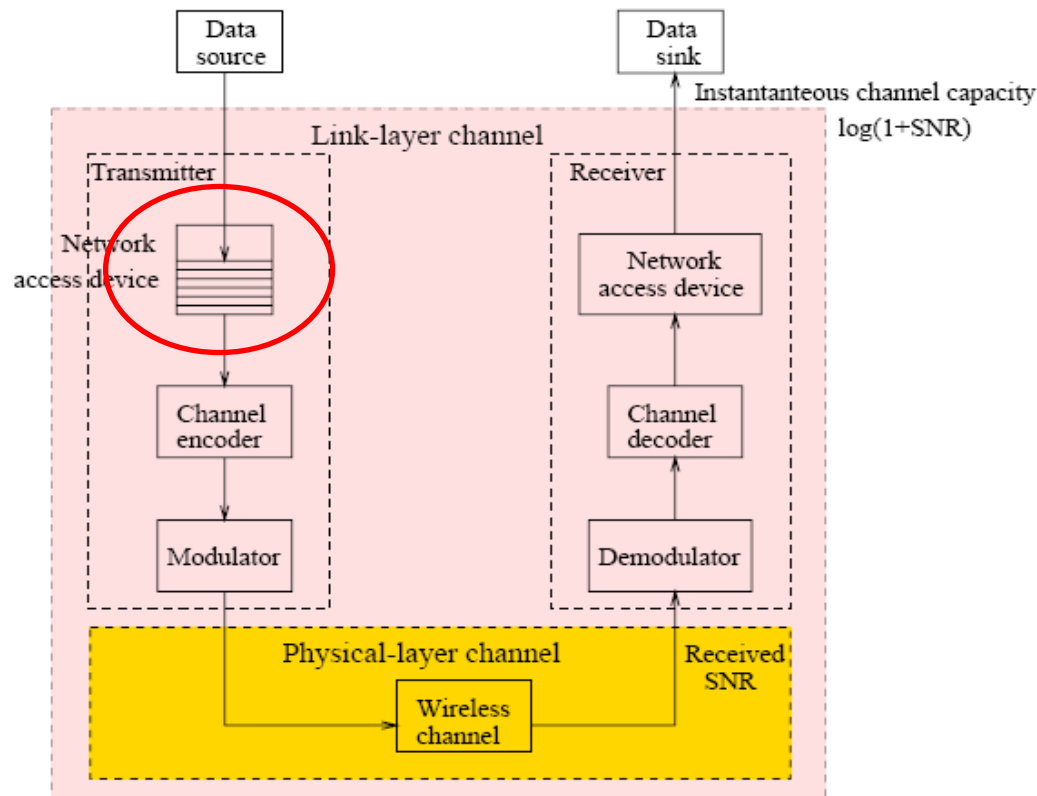 Data
source
Data
sink
Instantanteous channel capacity
log(1+SNR)
Link-layer channel
Transmitter
Receiver
Network
access device
Network
access device
Channel
encoder
Channel
decoder
Modulator
Demodulator
Physical-layer channel
Received
SNR
Wireless
channel